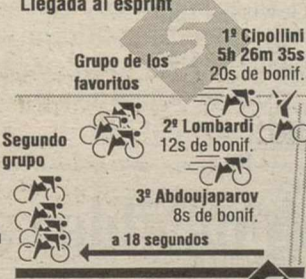 Llegada al esprint
5
1º Cipollini
5h 26m 35s
20s de bonif.
Grupo de los
favoritos
2º Lombardi
12s de bonif.
Segundo
grupo
3º Abdoujaparov
8s de bonif.
a 18 segundos